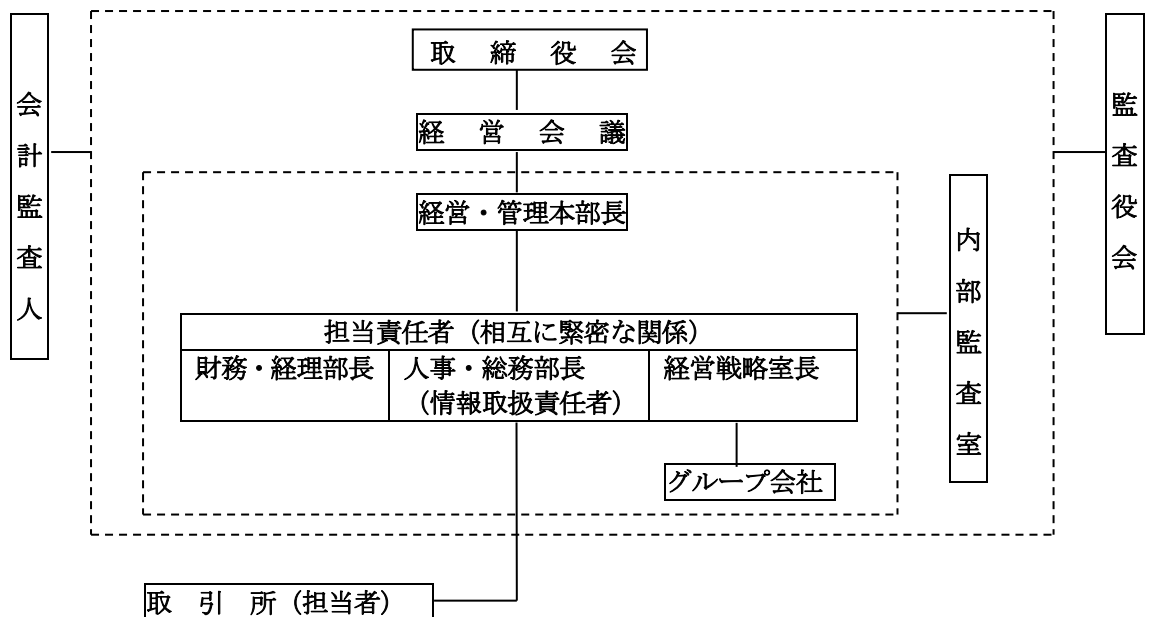 取締役会
経営会議
経営・管理本部長
担当責任者（相互に緊密な関係）
財務・経理部長
人事・総務部長
（情報取扱責任者）
経営戦略室長
グループ会社
取引所（担当者）
会計監査人
内部監査室
監査役会